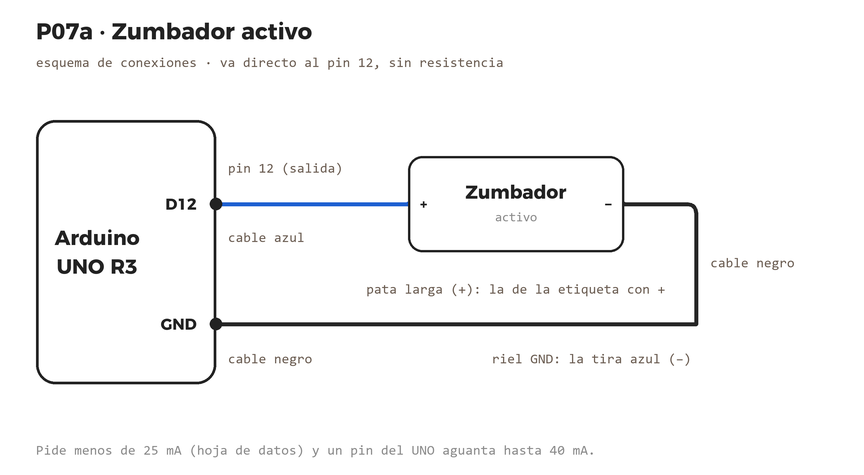 P07a · Zumbador activo
esquema de conexiones · va directo al pin 12, sin resistencia
pin 12 (salida)
D12
cable azul
Arduino
UNO R3
GND
cable negro
+
Zumbador
−
activo
cable negro
pata larga (+): la de la etiqueta con +
riel GND: la tira azul (−)
Pide menos de 25 mA (hoja de datos) y un pin del UNO aguanta hasta 40 mA.